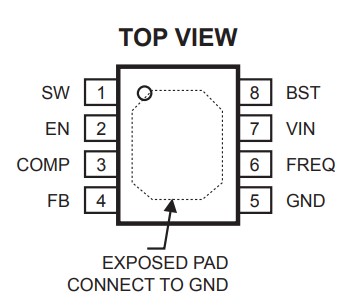 TOP VIEW
SW 1 8 BST
EN 2 7 VIN
COMP 3 6 FREQ
FB 4 5 GND
EXPOSED PAD
CONNECT TO GND